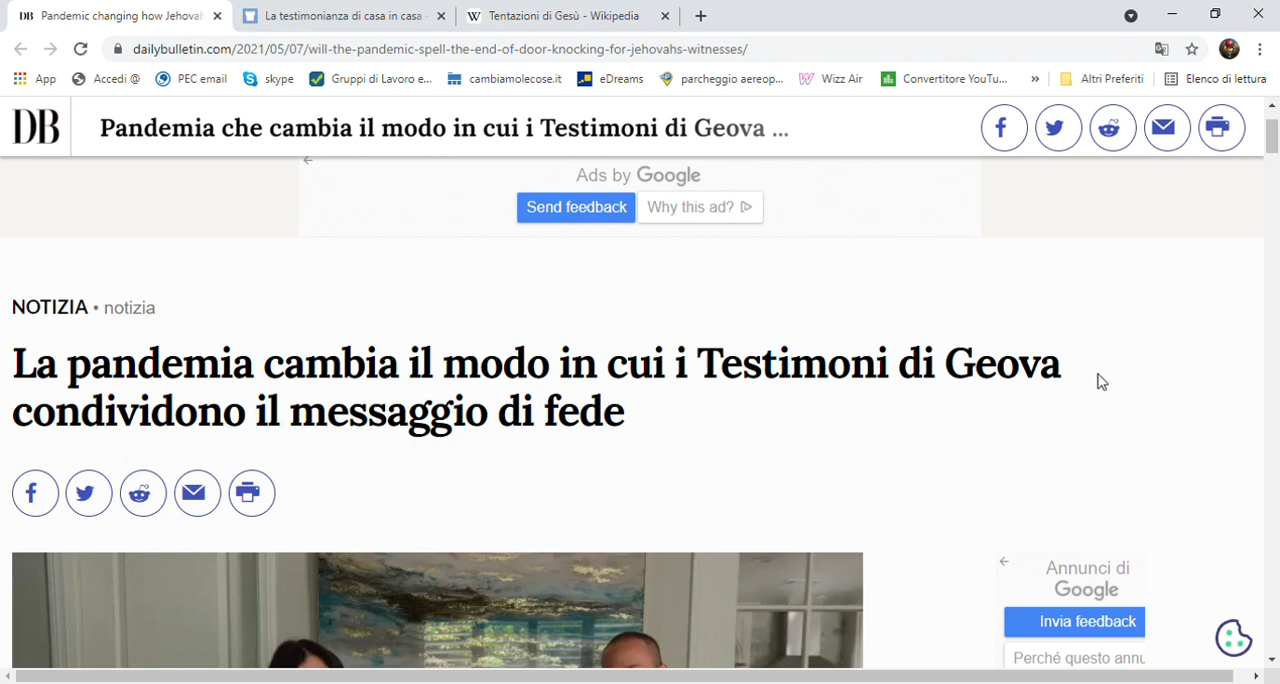 DB Pandemic changing how Jehovah
La testimonianza di casa in casa -
W Tentazioni di Gesù - Wikipedia
dailybulletin.com/2021/05/07/will-the-pandemic-spell-the-end-of-door-knocking-for-jehovahs-witnesses/
App Accedi @ PEC email skype Gruppi di Lavoro e... cambiamolecose.it eDreams parcheggio aereop... Wizz Air Convertitore YouTu... » Altri Preferiti Elenco di lettura
DB Pandemia che cambia il modo in cui i Testimoni di Geova ...
Ads by Google
Send feedback Why this ad?
NOTIZIA • notizia
La pandemia cambia il modo in cui i Testimoni di Geova
condividono il messaggio di fede
Annunci di
Google
Invia feedback
Perché questo annu